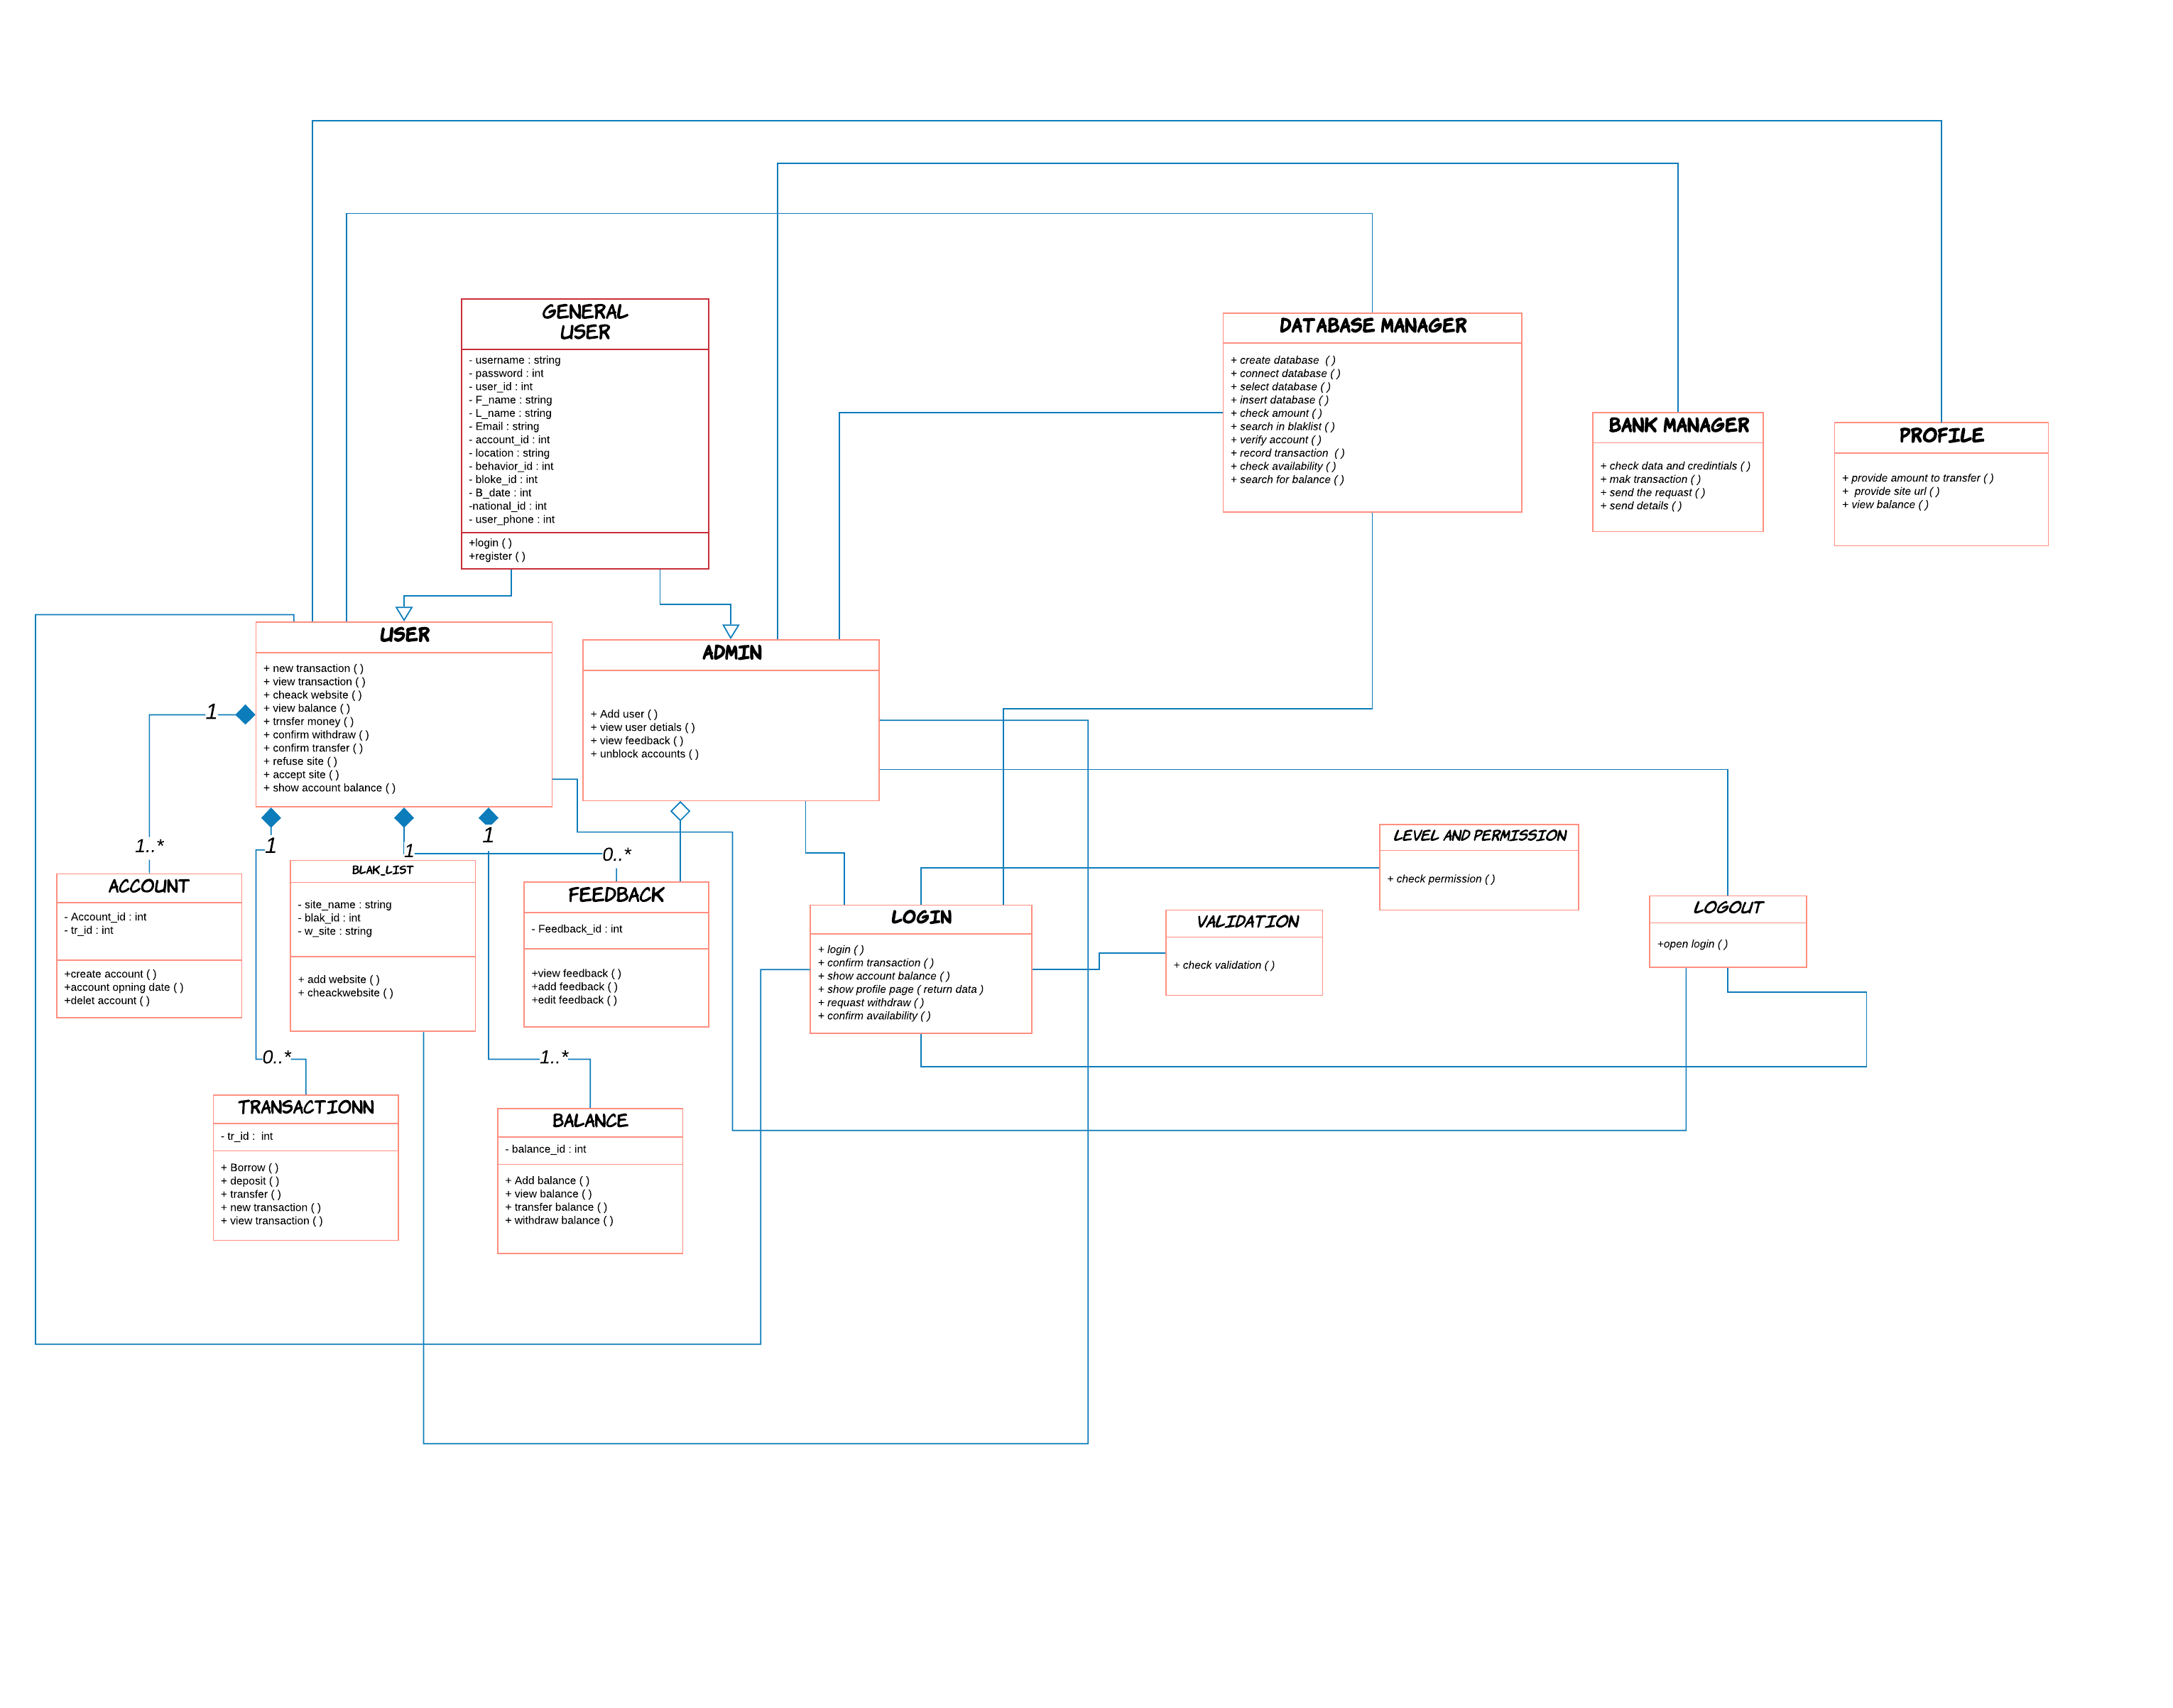 GENERAL
USER
- username : string
- password : int
- user_id : int
- F_name : string
- L_name : string
- Email : string
- account_id : int
- location : string
- behavior_id : int
- bloke_id : int
- B_date : int
-national_id : int
- user_phone : int
+login ( )
+register ( )
DATABASE MANAGER
+ create database  ( )
+ connect database ( )
+ select database ( )
+ insert database ( )
+ check amount ( )
+ search in blaklist ( )
+ verify account ( )
+ record transaction  ( )
+ check availability ( )
+ search for balance ( )
BANK MANAGER
+ check data and credintials ( )
+ mak transaction ( )
+ send the requast ( )
+ send details ( )
PROFILE
+ provide amount to transfer ( )
+  provide site url ( )
+ view balance ( )
USER
+ new transaction ( )
+ view transaction ( )
+ cheack website ( )
+ view balance ( )
+ trnsfer money ( )
+ confirm withdraw ( )
+ confirm transfer ( )
+ refuse site ( )
+ accept site ( )
+ show account balance ( )
ADMIN
+ Add user ( )
+ view user detials ( )
+ view feedback ( )
+ unblock accounts ( )
1
1..*
1
1
1
0..*
ACCOUNT
- Account_id : int
- tr_id : int
+create account ( )
+account opning date ( )
+delet account ( )
BLAK_LIST
- site_name : string
- blak_id : int
- w_site : string
+ add website ( )
+ cheackwebsite ( )
FEEDBACK
- Feedback_id : int
+view feedback ( )
+add feedback ( )
+edit feedback ( )
LOGIN
+ login ( )
+ confirm transaction ( )
+ show account balance ( )
+ show profile page ( return data )
+ requast withdraw ( )
+ confirm availability ( )
VALIDATION
+ check validation ( )
LEVEL AND PERMISSION
+ check permission ( )
LOGOUT
+open login ( )
0..*
1..*
TRANSACTIONN
- tr_id :  int
+ Borrow ( )
+ deposit ( )
+ transfer ( )
+ new transaction ( )
+ view transaction ( )
BALANCE
- balance_id : int
+ Add balance ( )
+ view balance ( )
+ transfer balance ( )
+ withdraw balance ( )